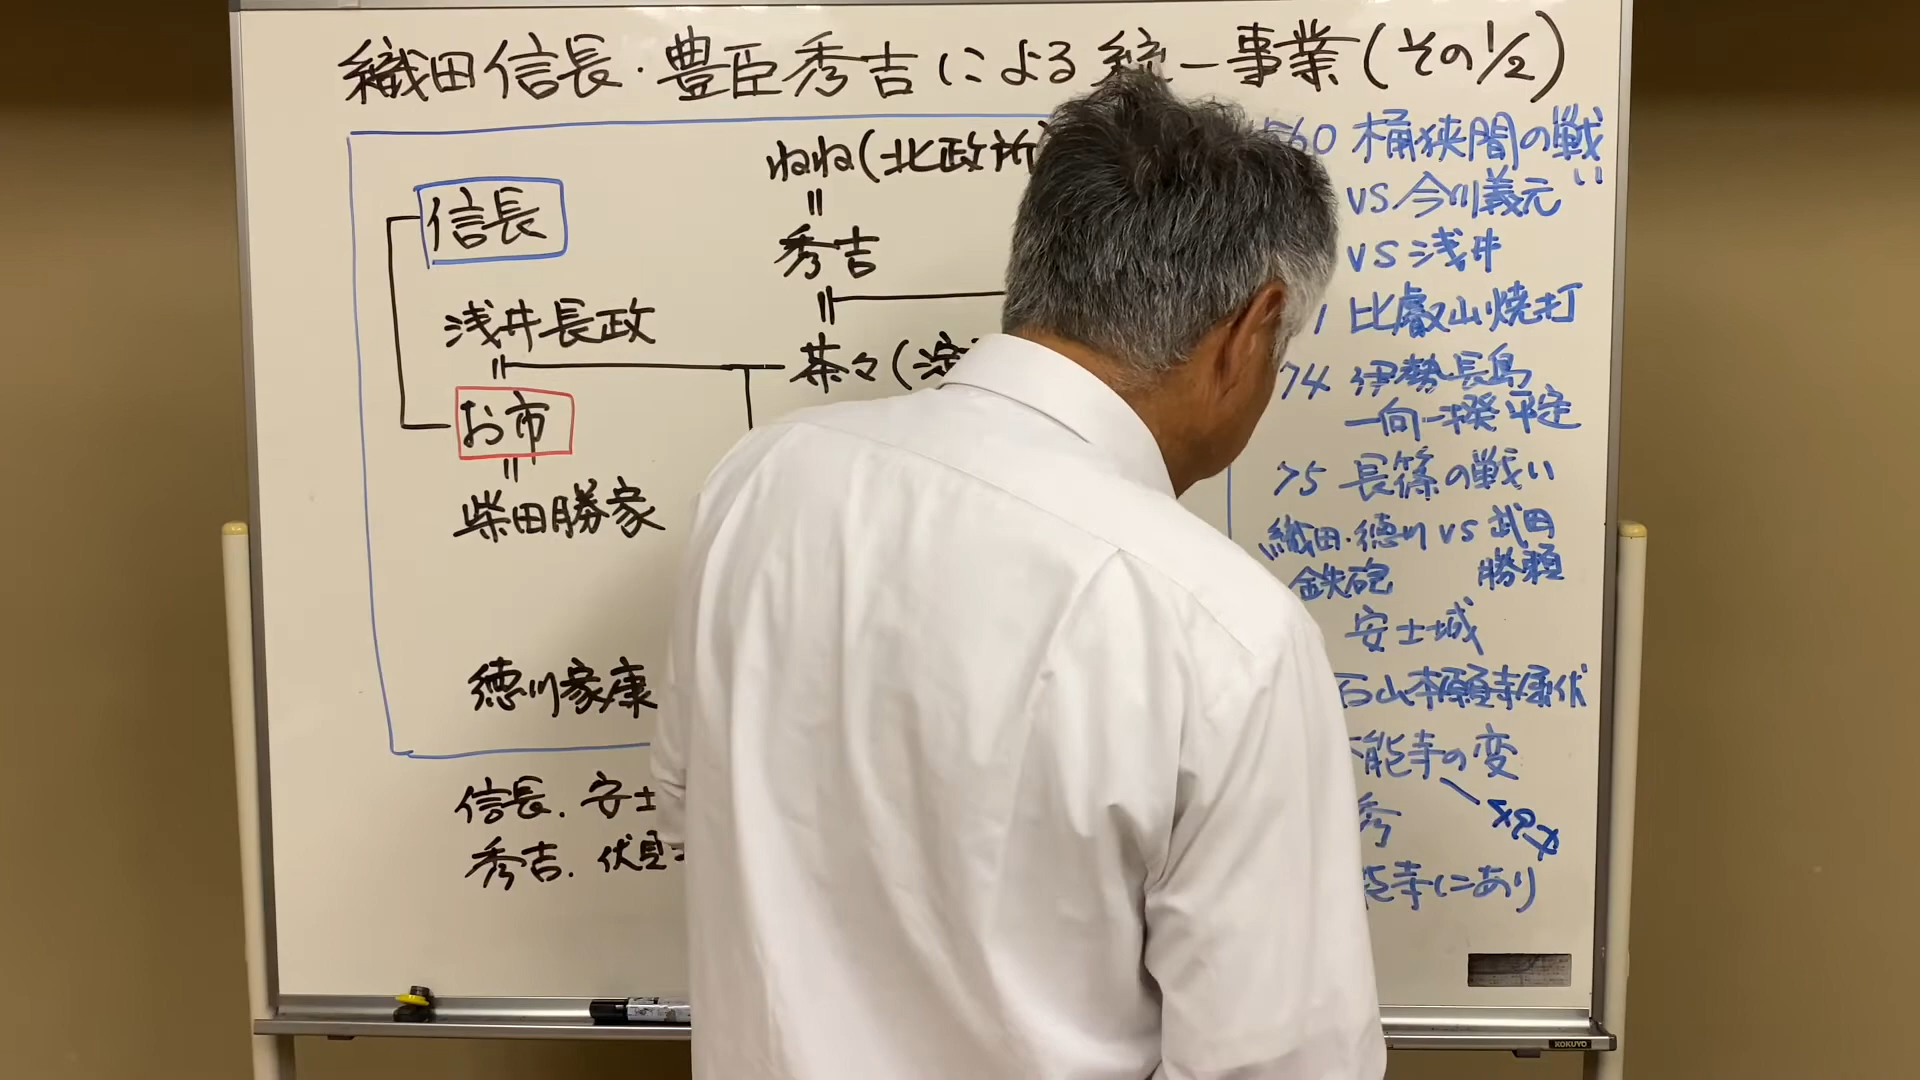 織田信長・豊臣秀吉による統一事業(その1/2)
ねね(北政所
信長
秀吉
浅井長政
茶々(淀
お市
柴田勝家
徳川家康
信長.安土
秀吉.伏見
560 桶狭間の戦い
VS 今川義元
VS 浅井
1 比叡山焼打
74 伊勢長島
一向一揆平定
75 長篠の戦い
織田・徳川 VS 武田
鉄砲 勝頼
安土城
石山本願寺屈伏
能寺の変
秀
能寺にあり
KOKUYO